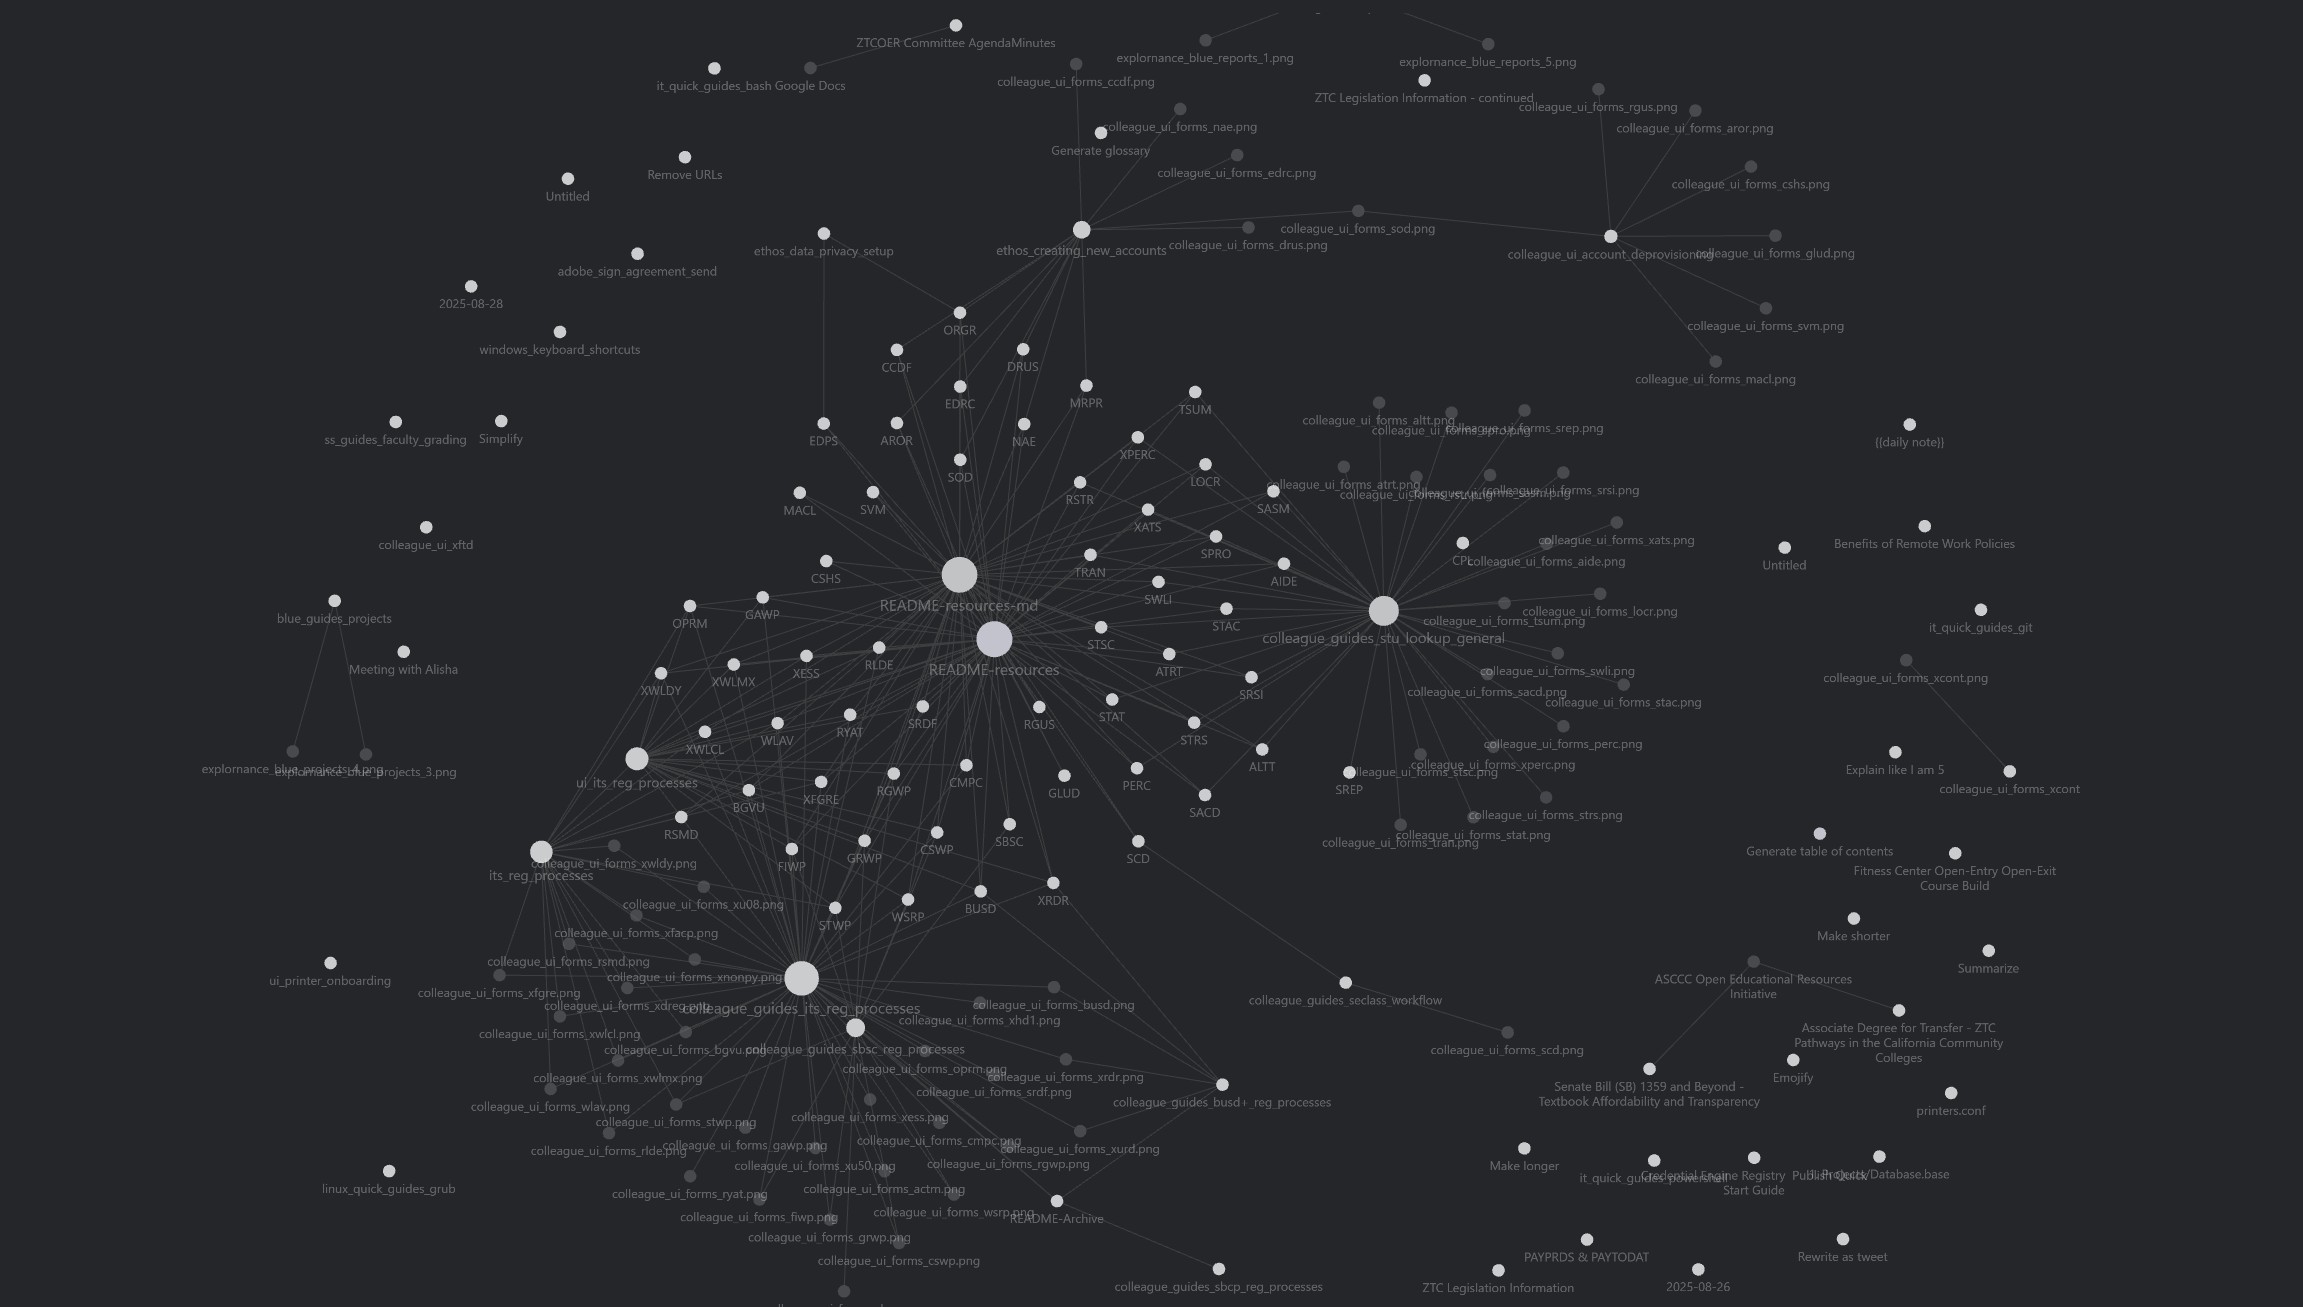 ZTCOER Committee AgendaMinutes
explornance_blue_reports_1.png
explornance_blue_reports_5.png
it_quick_guides_bash
Google Docs
colleague_ui_forms_ccdf.png
ZTC Legislation Information - continued
colleague_ui_forms_rgus.png
colleague_ui_forms_nae.png
colleague_ui_forms_aror.png
Generate glossary
Remove URLs
colleague_ui_forms_edrc.png
colleague_ui_forms_cshs.png
Untitled
colleague_ui_forms_sod.png
ethos_data_privacy_setup
ethos_creating_new_accounts
colleague_ui_forms_drus.png
colleague_ui_account_deprovisioning
colleague_ui_forms_glud.png
adobe_sign_agreement_send
2025-08-28
ORGR
colleague_ui_forms_svm.png
windows_keyboard_shortcuts
CCDF
DRUS
colleague_ui_forms_macl.png
EDRC
MRPR
TSUM
colleague_ui_forms_altt.png
colleague_ui_forms_spro.png
colleague_ui_forms_srep.png
ss_guides_faculty_grading
Simplify
EDPS
AROR
NAE
{{daily note}}
XPERC
SOD
LOCR
colleague_ui_forms_atrt.png
colleague_ui_forms_srsi.png
RSTR
MACL
SVM
SASM
XATS
colleague_ui_xftd
SPRO
colleague_ui_forms_xats.png
Benefits of Remote Work Policies
CPL
colleague_ui_forms_aide.png
Untitled
TRAN
CSHS
AIDE
SWLI
README-resources-md
colleague_ui_forms_locr.png
blue_guides_projects
OPRM
GAWP
STAC
colleague_ui_forms_tsum.png
it_quick_guides_git
colleague_guides_stu_lookup_general
STSC
Meeting with Alisha
README-resources
ATRT
colleague_ui_forms_swli.png
XWLDY
XWLMX
XESS
RLDE
colleague_ui_forms_xcont.png
SRSI
colleague_ui_forms_sacd.png
colleague_ui_forms_stac.png
STAT
SRDF
RGUS
RYAT
WLAV
STRS
colleague_ui_forms_perc.png
XWLCL
ALTT
colleague_ui_forms_xperc.png
explornance_blue_projects_4.png
explornance_blue_projects_3.png
colleague_ui_forms_stsc.png
Explain like I am 5
ui_its_reg_processes
CMPC
RGWP
PERC
SREP
colleague_ui_forms_xcont
BGVU
XFGRE
GLUD
SACD
colleague_ui_forms_strs.png
RSMD
colleague_ui_forms_stat.png
colleague_ui_forms_tran.png
SBSC
CSWP
Generate table of contents
colleague_ui_forms_xwldy.png
FIWP
GRWP
SCD
its_reg_processes
Fitness Center Open-Entry Open-Exit
Course Build
colleague_ui_forms_xu08.png
BUSD
XRDR
WSRP
STWP
colleague_ui_forms_xfacp.png
Make shorter
colleague_ui_forms_rsmd.png
Summarize
ui_printer_onboarding
colleague_ui_forms_xnonpy.png
ASCCC Open Educational Resources
Initiative
colleague_ui_forms_xfgre.png
colleague_ui_forms_xdreg.png
colleague_guides_its_reg_processes
colleague_ui_forms_busd.png
colleague_guides_seclass_workflow
colleague_ui_forms_xhd1.png
colleague_ui_forms_xwlcl.png
Associate Degree for Transfer - ZTC
Pathways in the California Community
Colleges
colleague_ui_forms_bgvu.png
colleague_guides_sbsc_reg_processes
colleague_ui_forms_scd.png
colleague_ui_forms_oprm.png
colleague_ui_forms_xwlmx.png
colleague_ui_forms_xrdr.png
Emojify
Senate Bill (SB) 1359 and Beyond -
Textbook Affordability and Transparency
colleague_ui_forms_srdf.png
colleague_guides_busd+_reg_processes
colleague_ui_forms_wlav.png
printers.conf
colleague_ui_forms_xess.png
colleague_ui_forms_stwp.png
colleague_ui_forms_cmpc.png
colleague_ui_forms_gawp.png
colleague_ui_forms_xurd.png
colleague_ui_forms_rlde.png
colleague_ui_forms_xu50.png
colleague_ui_forms_rgwp.png
Make longer
it_quick_guides_powershell
Credential Engine Registry Publish Quick
Start Guide
Projects/Database.base
linux_quick_guides_grub
colleague_ui_forms_actm.png
colleague_ui_forms_ryat.png
colleague_ui_forms_wsrp.png
README-Archive
colleague_ui_forms_fiwp.png
colleague_ui_forms_grwp.png
PAYPRDS & PAYTODAT
Rewrite as tweet
colleague_ui_forms_cswp.png
colleague_guides_sbcp_reg_processes
ZTC Legislation Information
2025-08-26